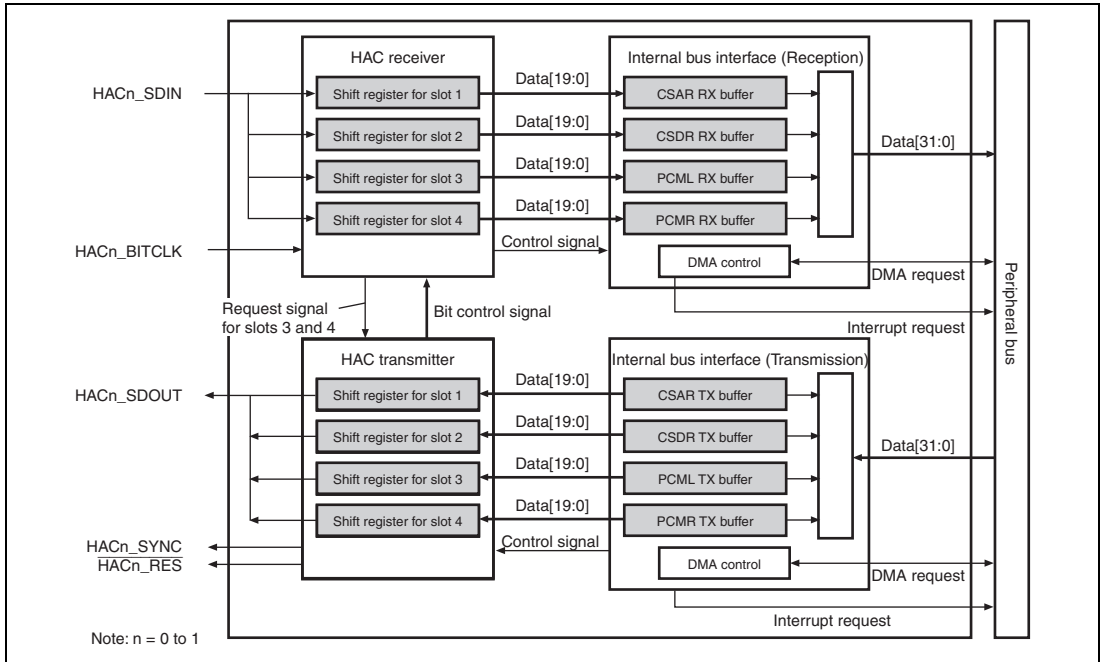 HAC receiver
Internal bus interface (Reception)
HACn_SDIN
Shift register for slot 1
Data[19:0]
CSAR RX buffer
Shift register for slot 2
Data[19:0]
CSDR RX buffer
Data[31:0]
Shift register for slot 3
Data[19:0]
PCML RX buffer
Shift register for slot 4
Data[19:0]
PCMR RX buffer
HACn_BITCLK
Control signal
DMA control
DMA request
Request signal
for slots 3 and 4
Bit control signal
Interrupt request
Peripheral bus
HAC transmitter
Internal bus interface (Transmission)
HACn_SDOUT
Shift register for slot 1
Data[19:0]
CSAR TX buffer
Shift register for slot 2
Data[19:0]
CSDR TX buffer
Data[31:0]
Shift register for slot 3
Data[19:0]
PCML TX buffer
Shift register for slot 4
Data[19:0]
PCMR TX buffer
HACn_SYNC
HACn_RES
Control signal
DMA control
DMA request
Interrupt request
Note: n = 0 to 1